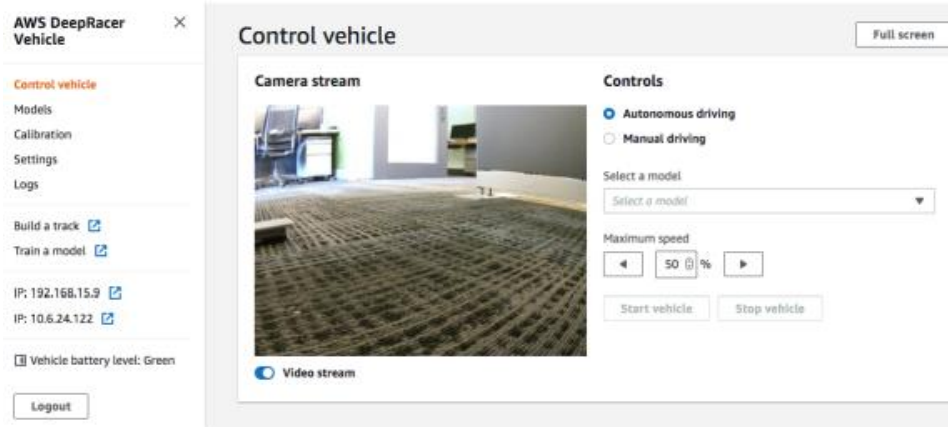 AWS DeepRacer
Vehicle
Control vehicle
Models
Calibration
Settings
Logs
Build a track
Train a model
IP: 192.168.15.9
IP: 10.6.24.122
Vehicle battery level: Green
Logout
Control vehicle
Full screen
Camera stream
Video stream
Controls
Autonomous driving
Manual driving
Select a model
Select a model
Maximum speed
50 %
Start vehicle
Stop vehicle